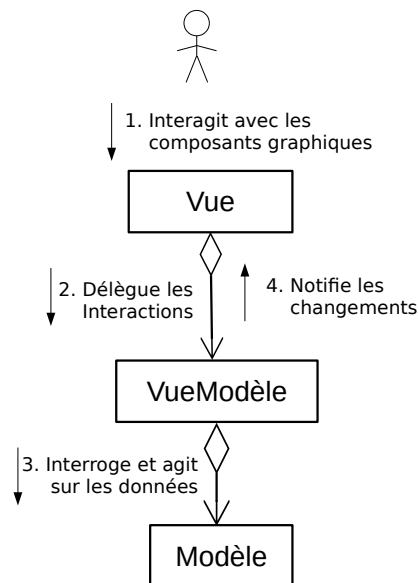 1. Interagit avec les
composants graphiques
Vue
2. Délègue les
Interactions
4. Notifie les
changements
VueModèle
3. Interroge et agit
sur les données
Modèle